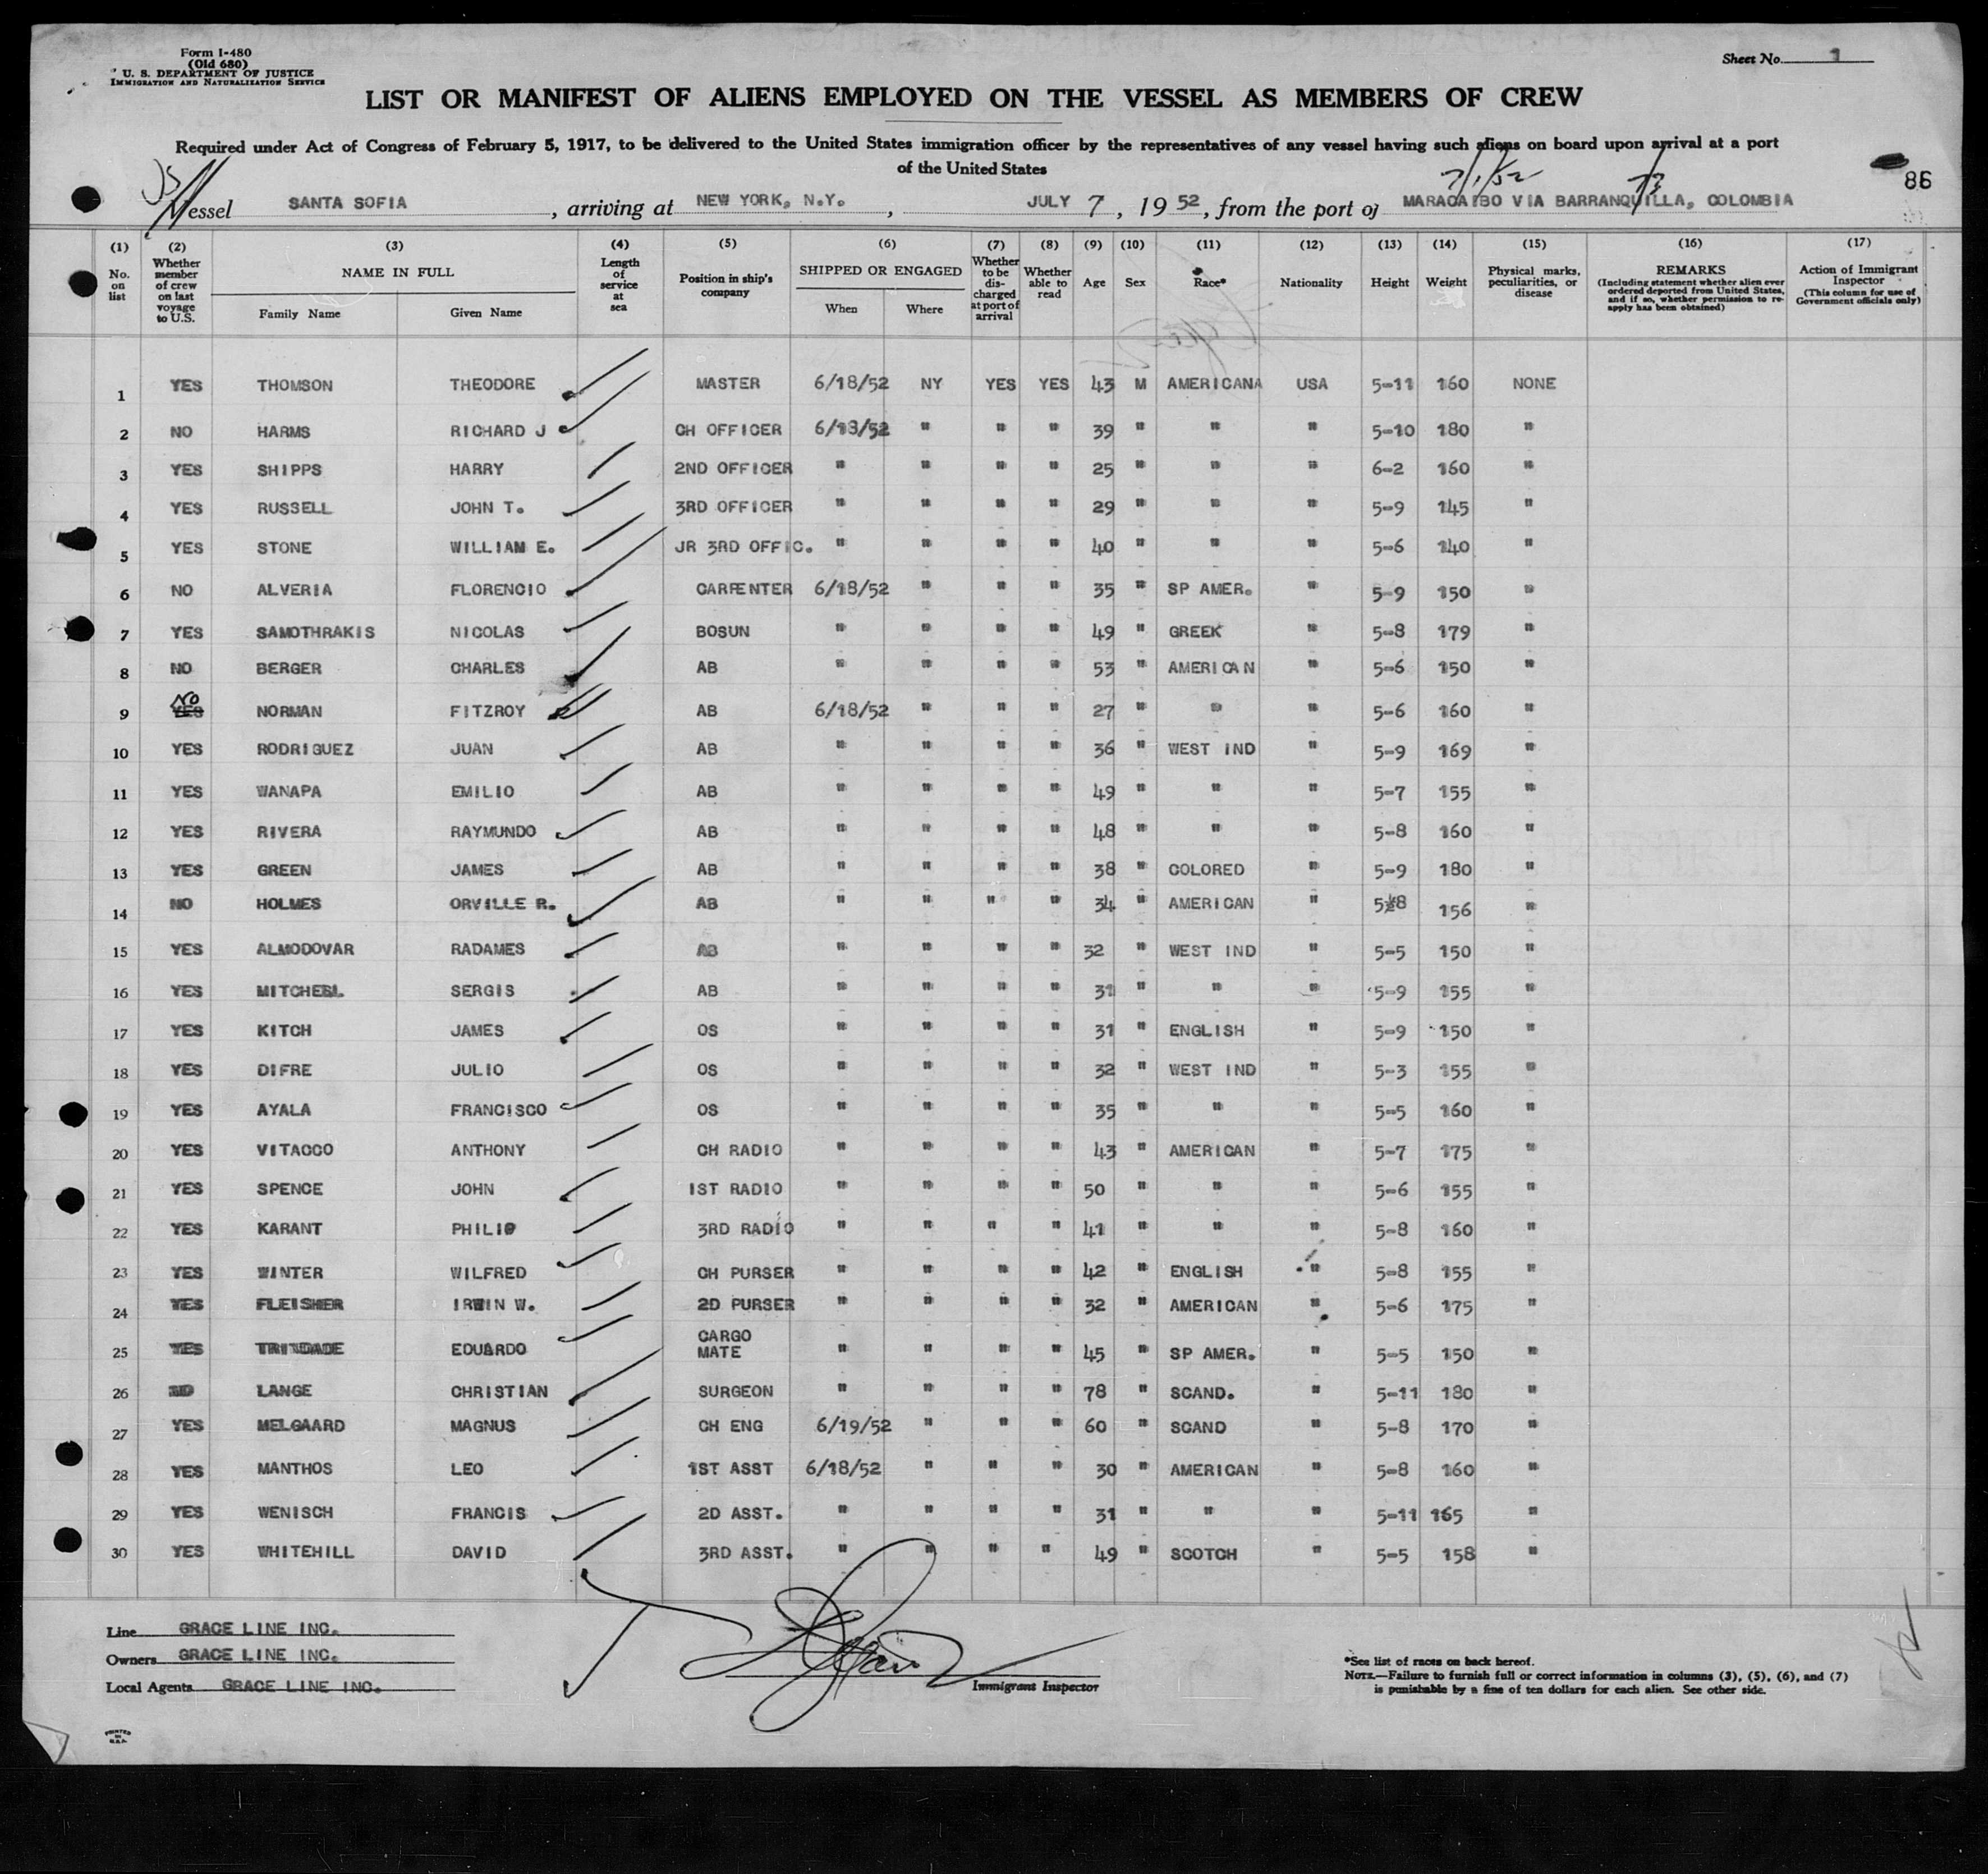 Form I-480
(Old 680)
U. S. DEPARTMENT OF JUSTICE
IMMIGRATION AND NATURALIZATION SERVICE
Sheet No. 1
LIST OR MANIFEST OF ALIENS EMPLOYED ON THE VESSEL AS MEMBERS OF CREW
Required under Act of Congress of February 5, 1917, to be delivered to the United States immigration officer by the representatives of any vessel having such aliens on board upon arrival at a port
of the United States
7/1/52
86
Vessel SANTA SOFIA, arriving at NEW YORK, N.Y., JULY 7, 1952, from the port of MARACAIBO VIA BARRANQUILLA, COLOMBIA
(1) (2) (3) (4) (5) (6) (7) (8) (9) (10) (11) (12) (13) (14) (15) (16) (17)
No. on list Whether member of crew on last voyage to U.S. NAME IN FULL Family Name Given Name Length of service at sea Position in ship's company SHIPPED OR ENGAGED When Where Whether to be discharged at port of arrival Whether able to read Age Sex Race* Nationality Height Weight Physical marks, peculiarities, or disease REMARKS (Including statement whether alien ever ordered deported from United States, and if so, whether permission to re-apply has been obtained) Action of Immigrant Inspector (This column for use of Government officials only)
1 YES THOMSON THEODORE MASTER 6/18/52 NY YES YES 43 M AMERICANA USA 5-11 160 NONE
2 NO HARMS RICHARD J CH OFFICER 6/13/52 " " " 39 " " " 5-10 180 "
3 YES SHIPPS HARRY 2ND OFFICER " " " " 25 " " " 6-2 160 "
4 YES RUSSELL JOHN T. 3RD OFFICER " " " " 29 " " " 5-9 145 "
5 YES STONE WILLIAM E. JR 3RD OFFIC. " " " " 40 " " " 5-6 140 "
6 NO ALVERIA FLORENCIO CARPENTER 6/18/52 " " " 35 " SP AMER. " 5-9 150 "
7 YES SAMOTHRAKIS NICOLAS BOSUN " " " " 49 " GREEK " 5-8 179 "
8 NO BERGER CHARLES AB " " " " 53 " AMERICAN " 5-6 150 "
9 NO YES NORMAN FITZROY AB 6/18/52 " " " 27 " " " 5-6 160 "
10 YES RODRIGUEZ JUAN AB " " " " 36 " WEST IND " 5-9 169 "
11 YES WANAPA EMILIO AB " " " " 49 " " " 5-7 155 "
12 YES RIVERA RAYMUNDO AB " " " " 48 " " " 5-8 160 "
13 YES GREEN JAMES AB " " " " 38 " COLORED " 5-9 180 "
14 NO HOLMES ORVILLE R. AB " " " " 34 " AMERICAN " 5-8 156 "
15 YES ALMODOVAR RADAMES AB " " " " 32 " WEST IND " 5-5 150 "
16 YES MITCHELL SERGIS AB " " " " 31 " " " 5-9 155 "
17 YES KITCH JAMES OS " " " " 31 " ENGLISH " 5-9 150 "
18 YES DIFRE JULIO OS " " " " 32 " WEST IND " 5-3 155 "
19 YES AYALA FRANCISCO OS " " " " 35 " " " 5-5 160 "
20 YES VITACCO ANTHONY CH RADIO " " " " 43 " AMERICAN " 5-7 175 "
21 YES SPENCE JOHN 1ST RADIO " " " " 50 " " " 5-6 155 "
22 YES KARANT PHILIP 3RD RADIO " " " " 41 " " " 5-8 160 "
23 YES WINTER WILFRED CH PURSER " " " " 42 " ENGLISH " 5-8 155 "
24 YES FLEISHER IRWIN W. 2D PURSER " " " " 32 " AMERICAN " 5-6 175 "
25 YES TRINDADE EDUARDO CARGO MATE " " " " 45 " SP AMER. " 5-5 150 "
26 LANGE CHRISTIAN SURGEON " " " " 78 " SCAND. " 5-11 180 "
27 YES MELGAARD MAGNUS CH ENG 6/19/52 " " " 60 " SCAND " 5-8 170 "
28 YES MANTHOS LEO 1ST ASST 6/18/52 " " " 30 " AMERICAN " 5-8 160 "
29 YES WENISCH FRANCIS 2D ASST. " " " " 31 " " " 5-11 165 "
30 YES WHITEHILL DAVID 3RD ASST. " " " " 49 " SCOTCH " 5-5 158 "
Line GRACE LINE INC.
Owners GRACE LINE INC.
Local Agents GRACE LINE INC.
Immigrant Inspector
*See list of races on back hereof.
NOTE.—Failure to furnish full or correct information in columns (3), (5), (6), and (7)
is punishable by a fine of ten dollars for each alien. See other side.
PRINTED
IN
U.S.A.